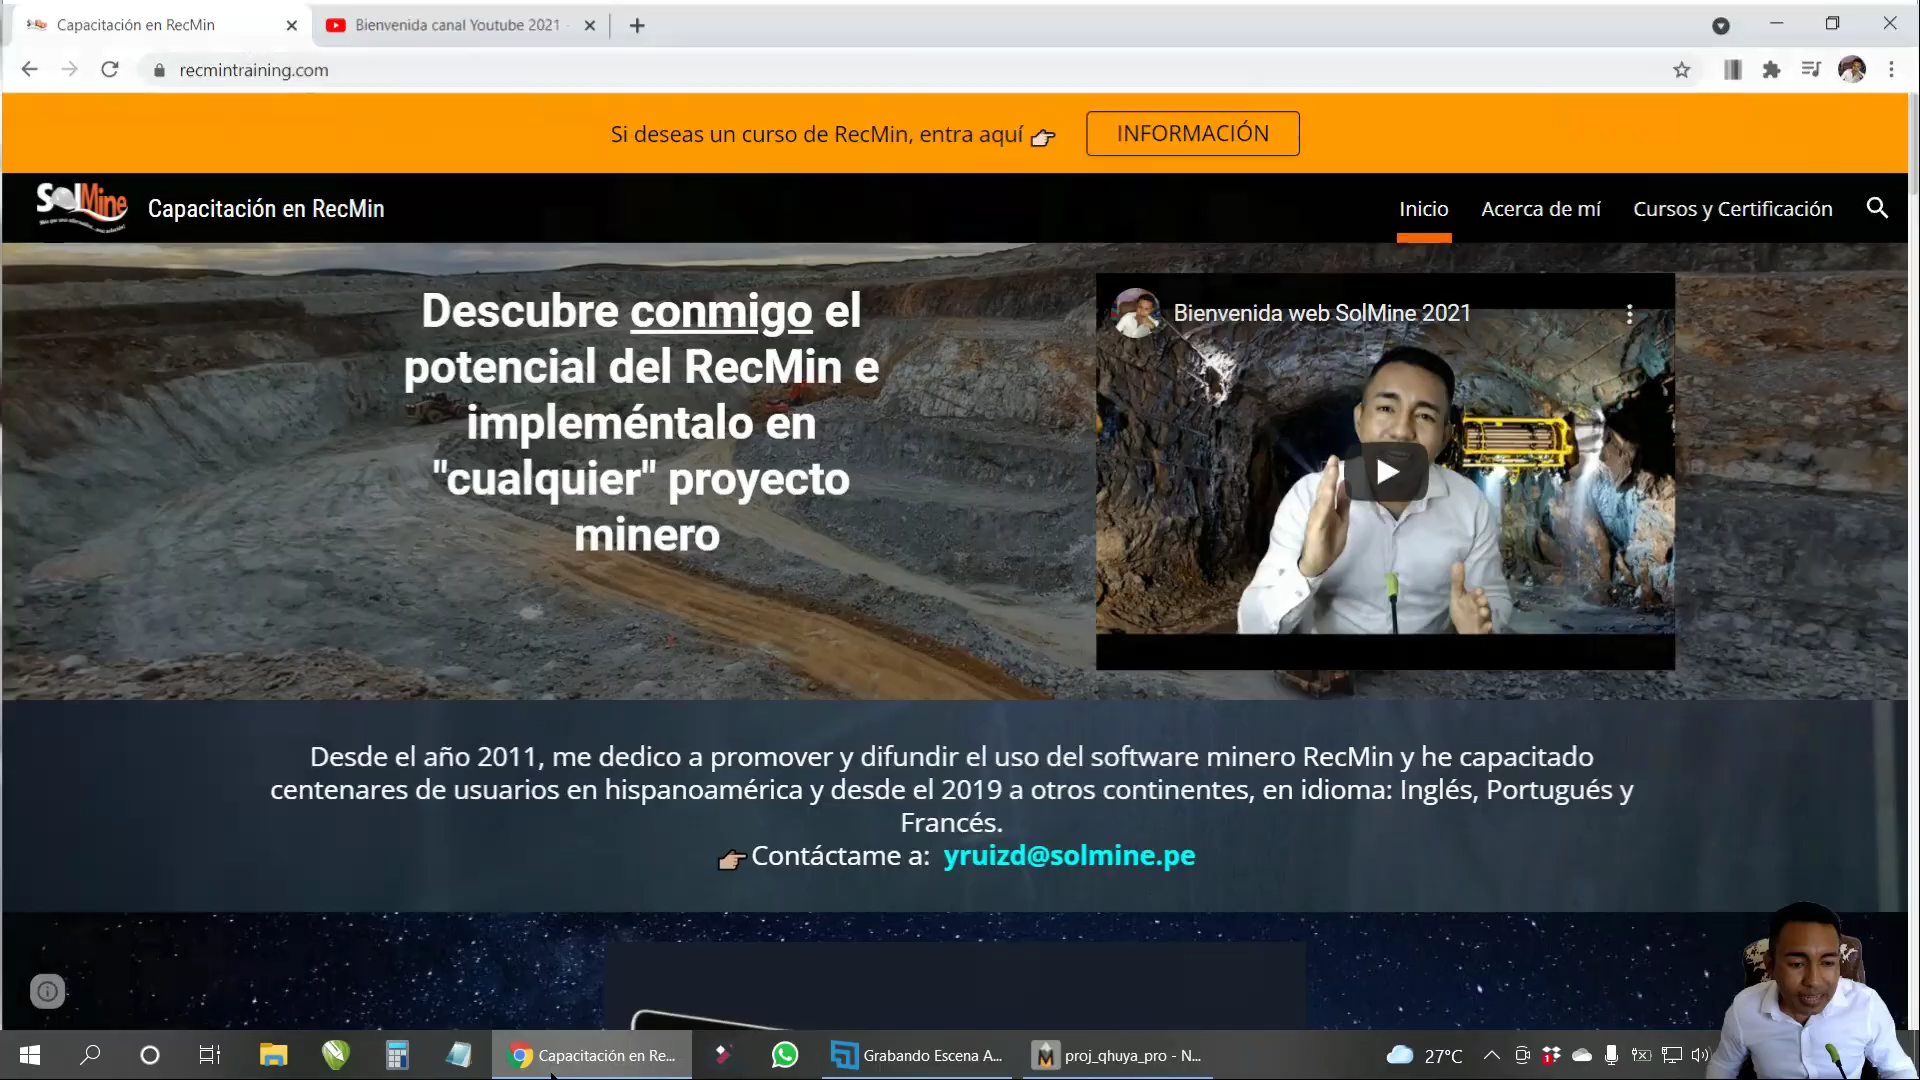 Capacitación en RecMin
Bienvenida canal Youtube 2021
recmintraining.com
Si deseas un curso de RecMin, entra aquí
INFORMACIÓN
SolMine
Capacitación en RecMin
Inicio
Acerca de mí
Cursos y Certificación
Descubre conmigo el
potencial del RecMin e
impleméntalo en
"cualquier" proyecto
minero
Bienvenida web SolMine 2021
Desde el año 2011, me dedico a promover y difundir el uso del software minero RecMin y he capacitado
centenares de usuarios en hispanoamérica y desde el 2019 a otros continentes, en idioma: Inglés, Portugués y
Francés.
Contáctame a: yruizd@solmine.pe
Capacitación en Re...
Grabando Escena A...
proj_qhuya_pro - N...
27°C